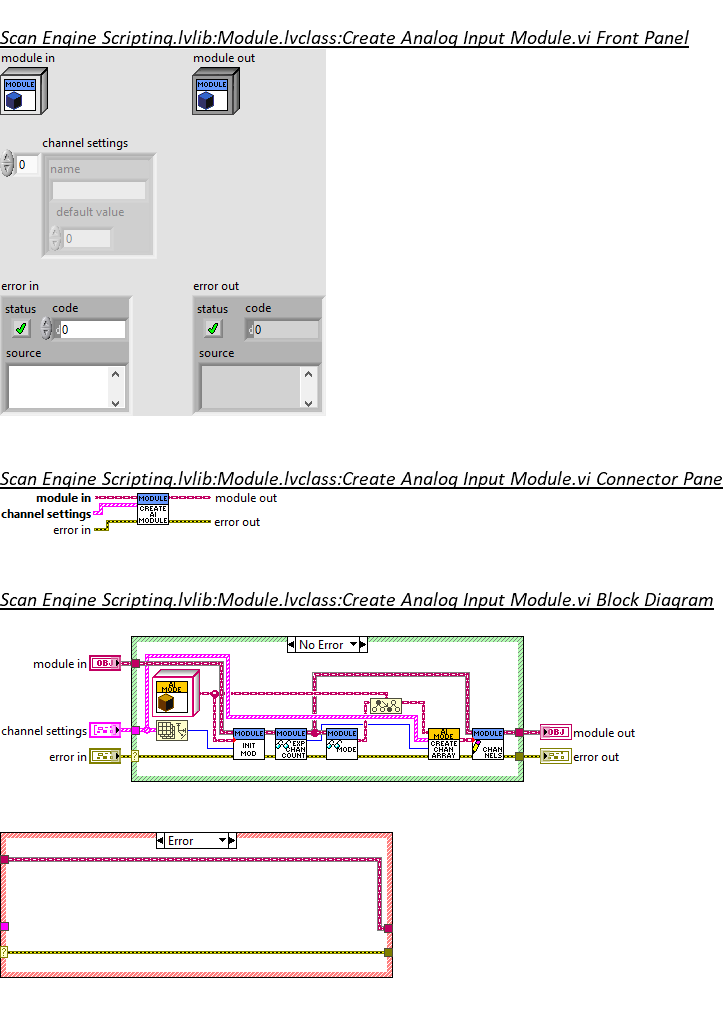 Scan Engine Scripting.lvlib:Module.lvclass:Create Analog Input Module.vi Front Panel
module in module out
MODULE MODULE
channel settings
0
name
default value
0
error in error out
status code status code
d0 d0
source source
Scan Engine Scripting.lvlib:Module.lvclass:Create Analog Input Module.vi Connector Pane
module in MODULE module out
channel settings CREATE
AI
error in MODULE error out
Scan Engine Scripting.lvlib:Module.lvclass:Create Analog Input Module.vi Block Diagram
No Error
module in OBJ
AI
MODE
channel settings MODULE MODULE MODULE AI MODE MODULE OBJ module out
INIT MOD EXP CHAN COUNT MODE CREATE CHAN ARRAY CHAN NELS
error in ? error out
Error
?